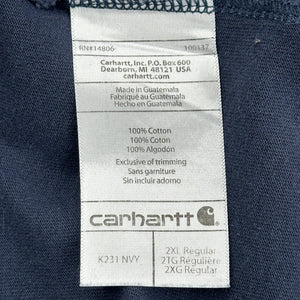 RN#14806 100337
Carhartt, Inc. P.O. Box 600
Dearborn, MI 48121 USA
carhartt.com
Made in Guatemala
Fabriqué au Guatemala
Hecho en Guatemala
100% Cotton
100% Coton
100% Algodón
Exclusive of trimming
Sans garniture
Sin incluir adorno
carhartt
K231 NVY
2XL Regular
2TG Régulière
2XG Regular